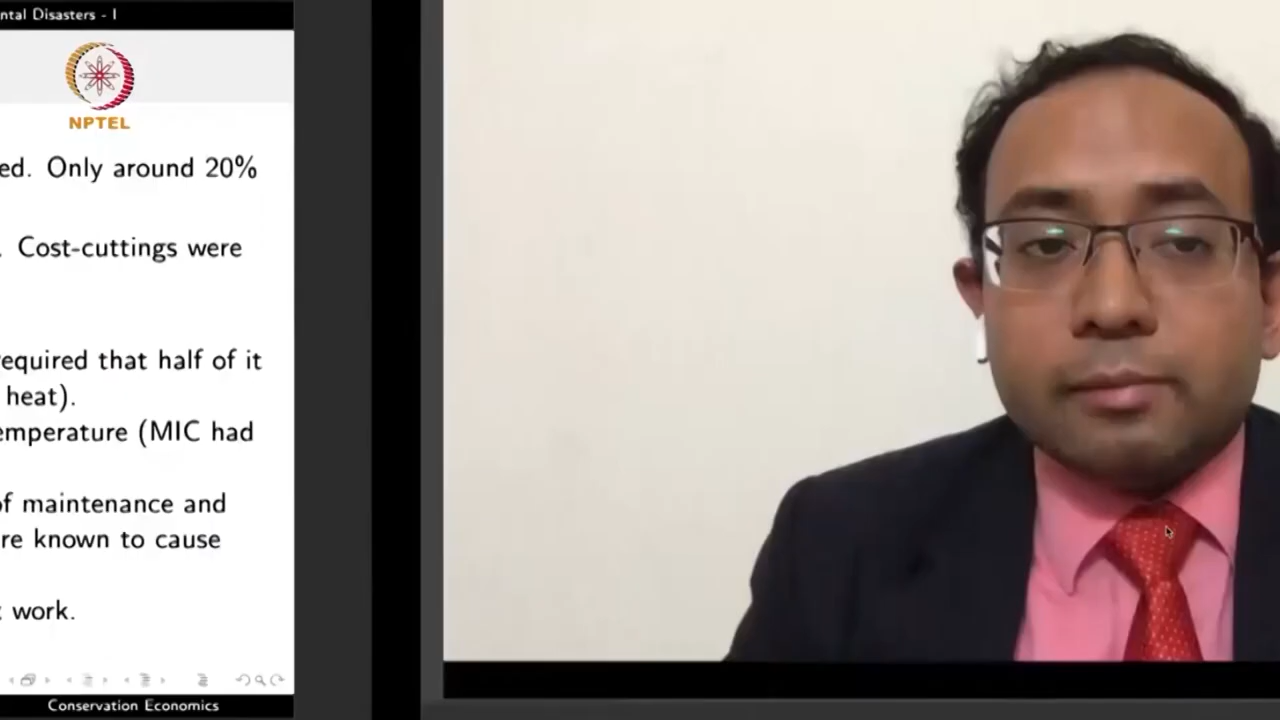 ntal Disasters - I
NPTEL
ed. Only around 20%
. Cost-cuttings were
equired that half of it
heat).
emperature (MIC had
of maintenance and
re known to cause
work.
Conservation Economics